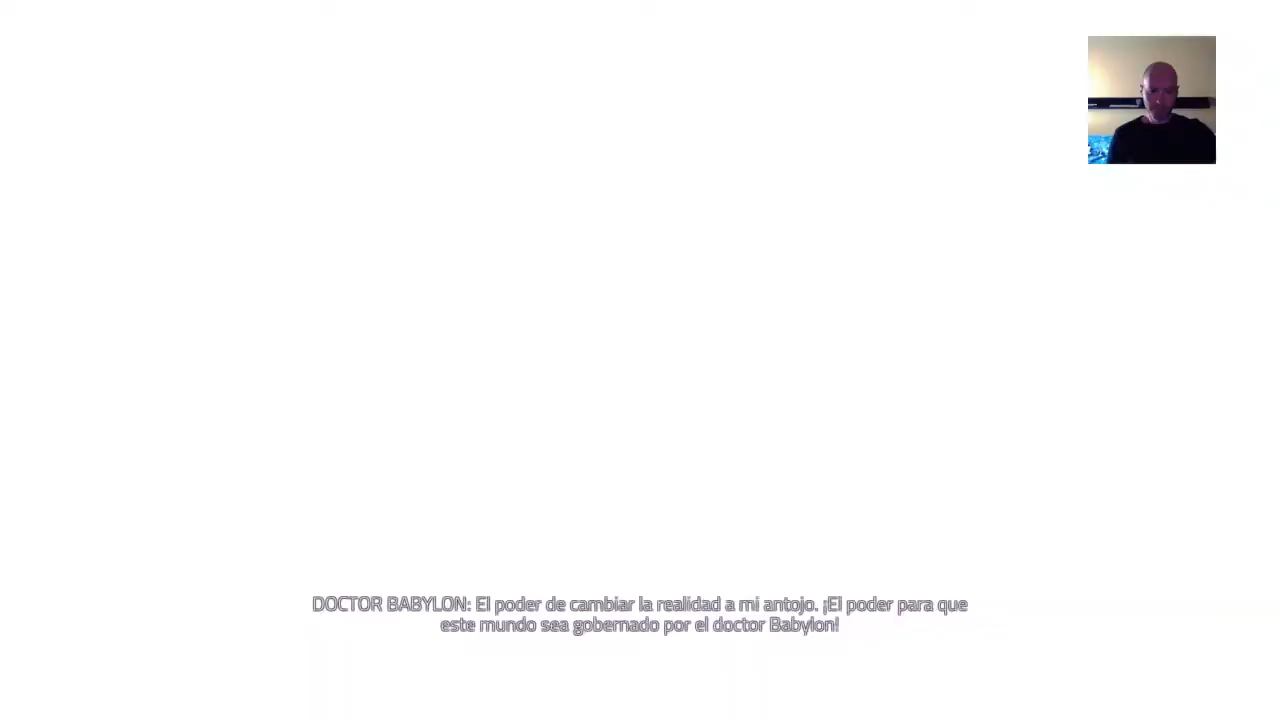 DOCTOR BABYLON: El poder de cambiar la realidad a mi antojo. ¡El poder para que
este mundo sea gobernado por el doctor Babylon!